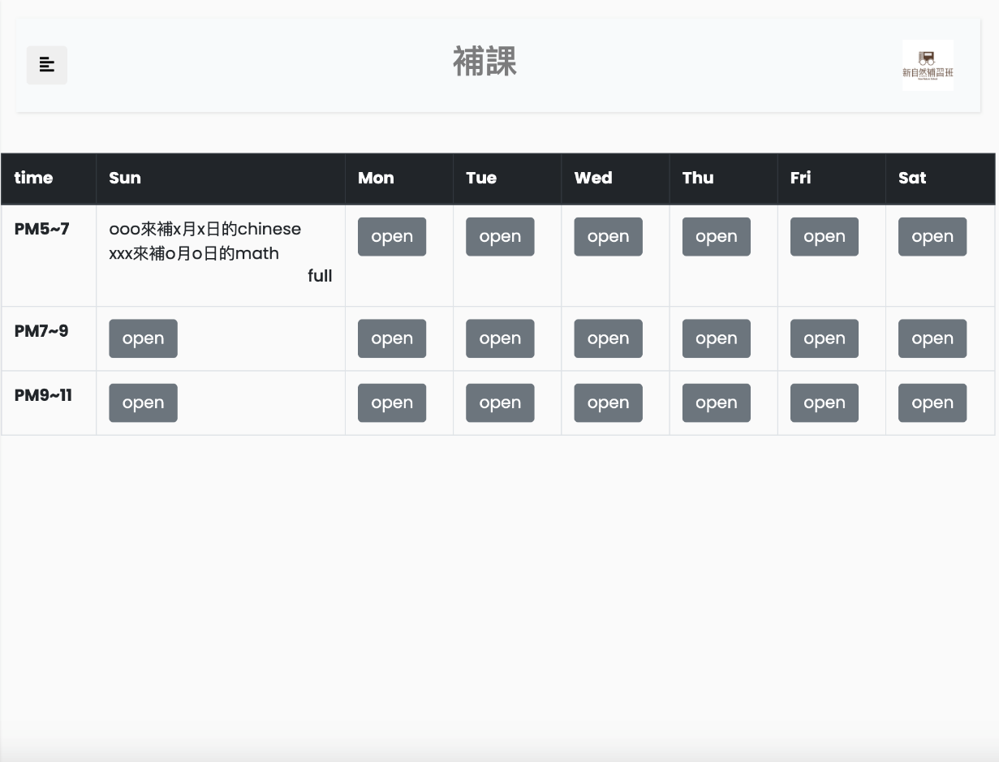 補課
新自然補習班
time Sun Mon Tue Wed Thu Fri Sat
PM5~7 ooo來補x月x日的chinese open open open open open open
xxx來補o月o日的math
full
PM7~9 open open open open open open open
PM9~11 open open open open open open open